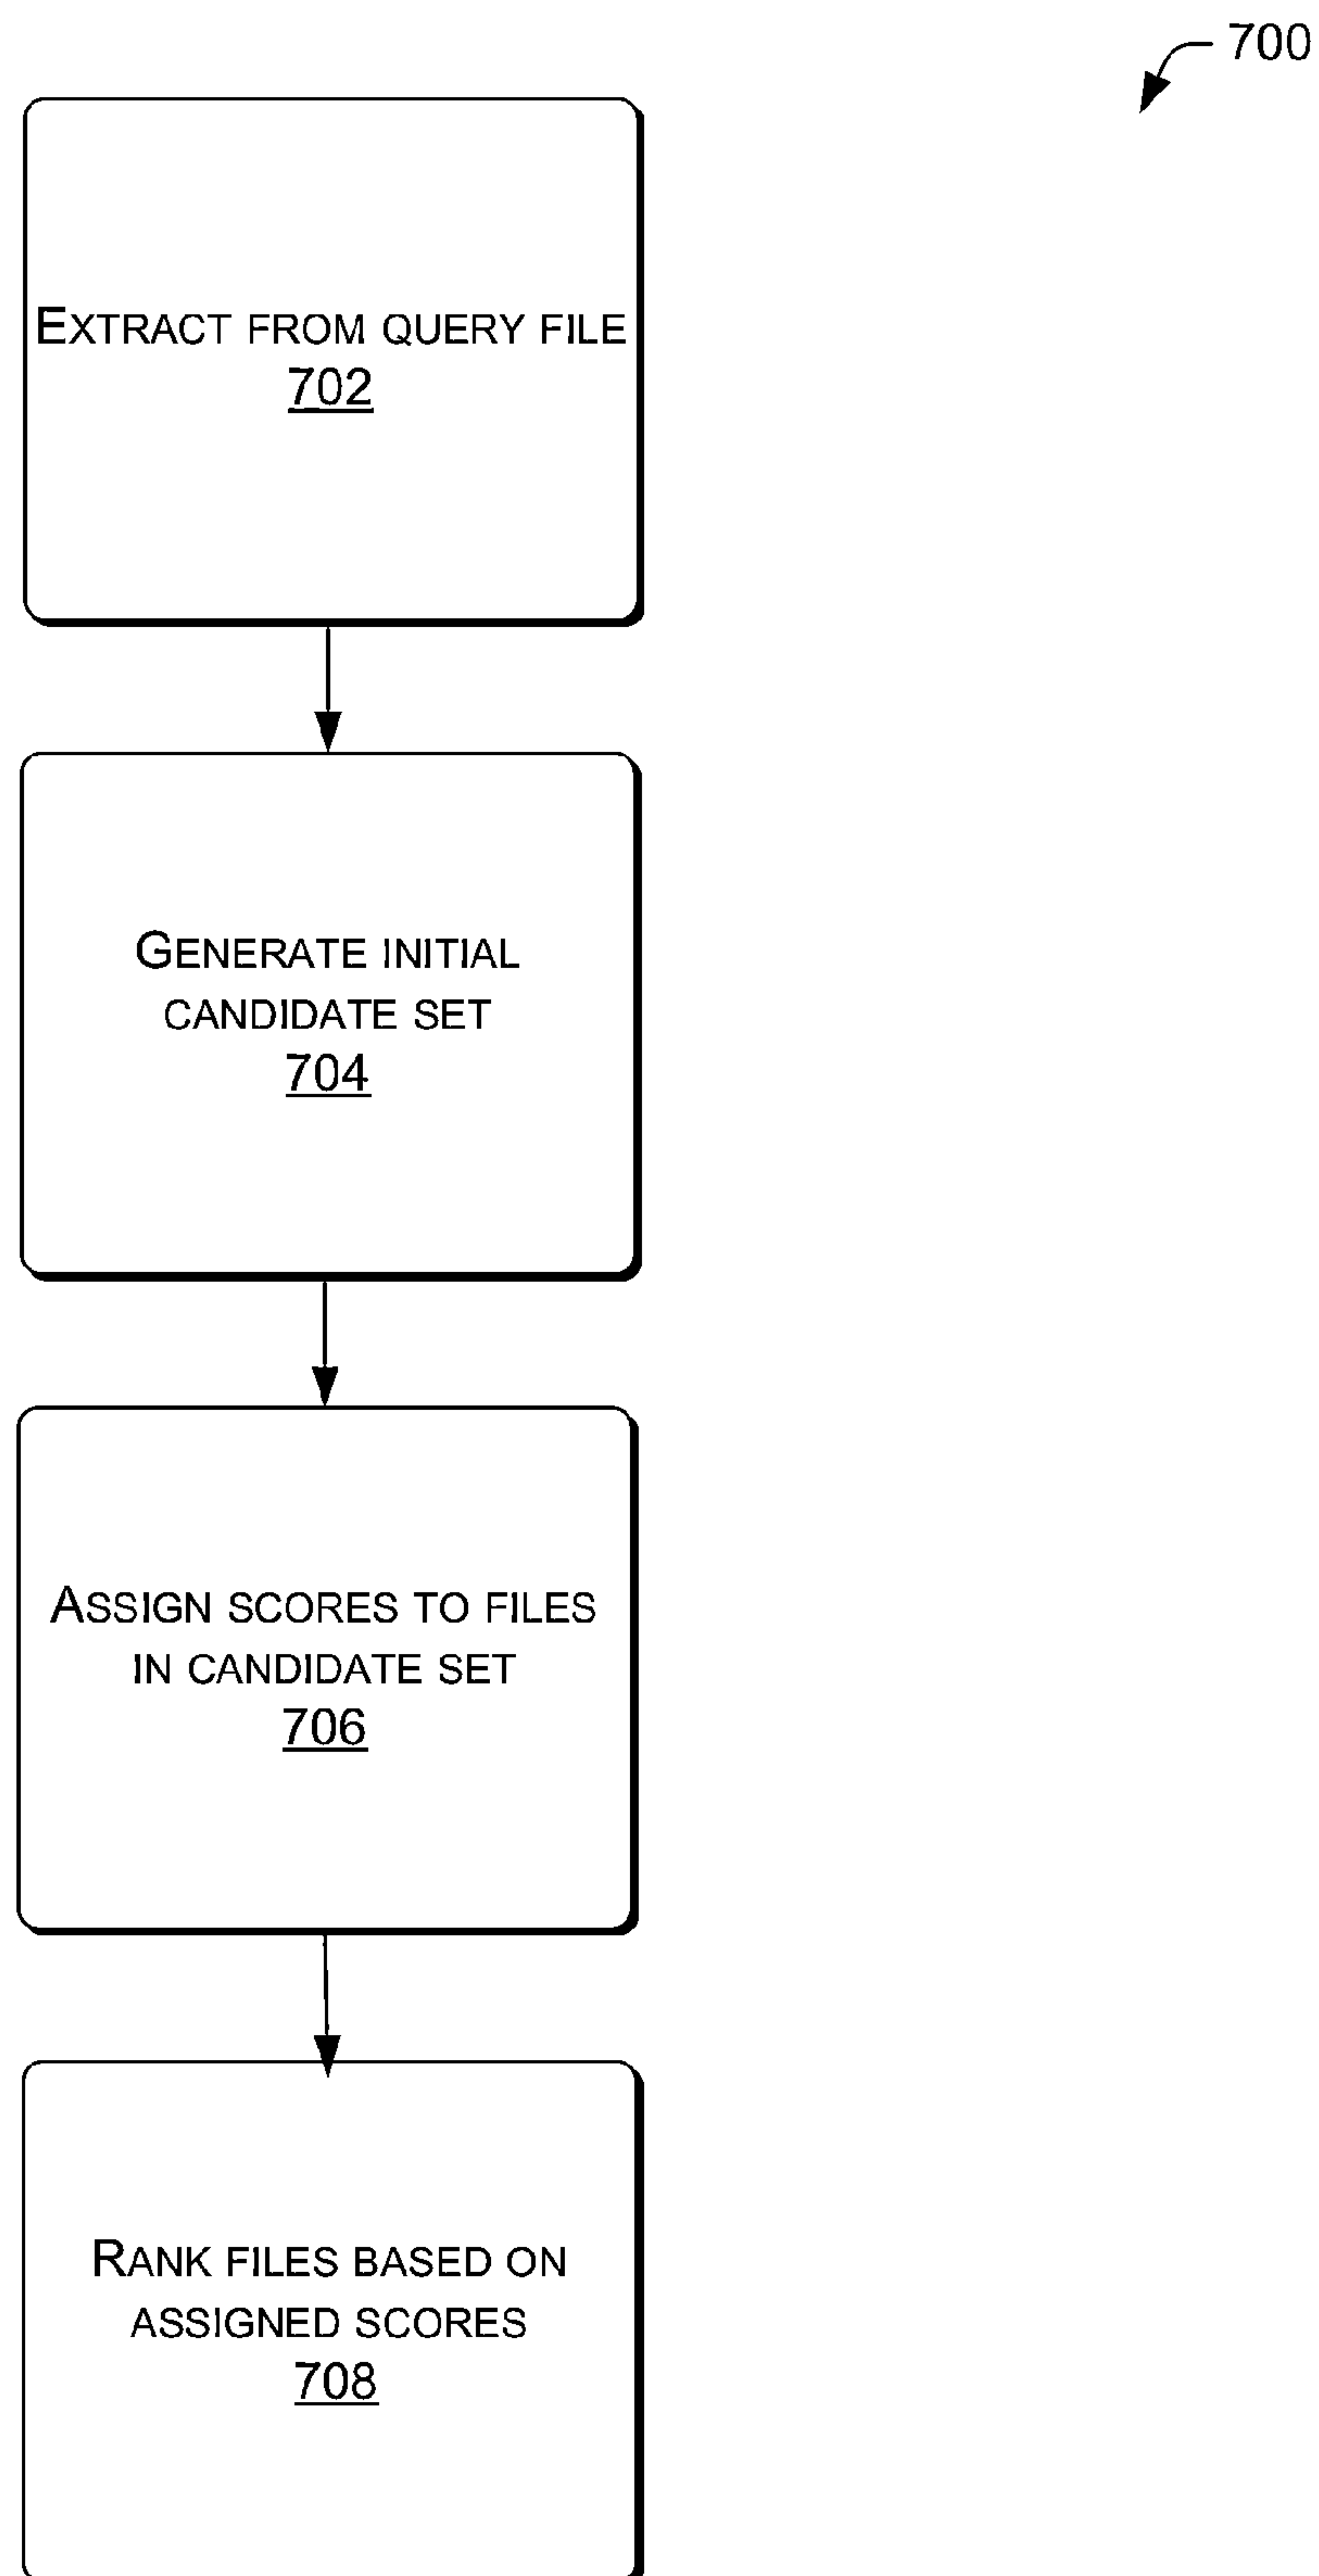 700
EXTRACT FROM QUERY FILE
702
GENERATE INITIAL
CANDIDATE SET
704
ASSIGN SCORES TO FILES
IN CANDIDATE SET
706
RANK FILES BASED ON
ASSIGNED SCORES
708